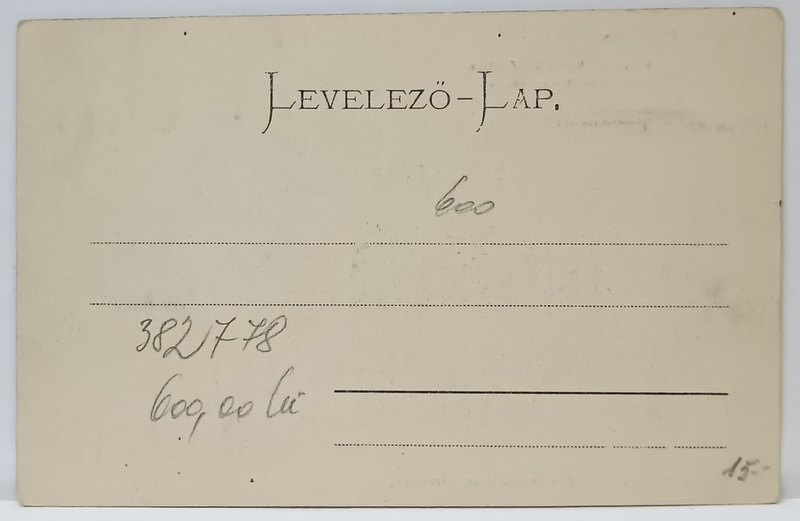 LEVELEZŐ-LAP.
600
382778
600,00 lei
15-